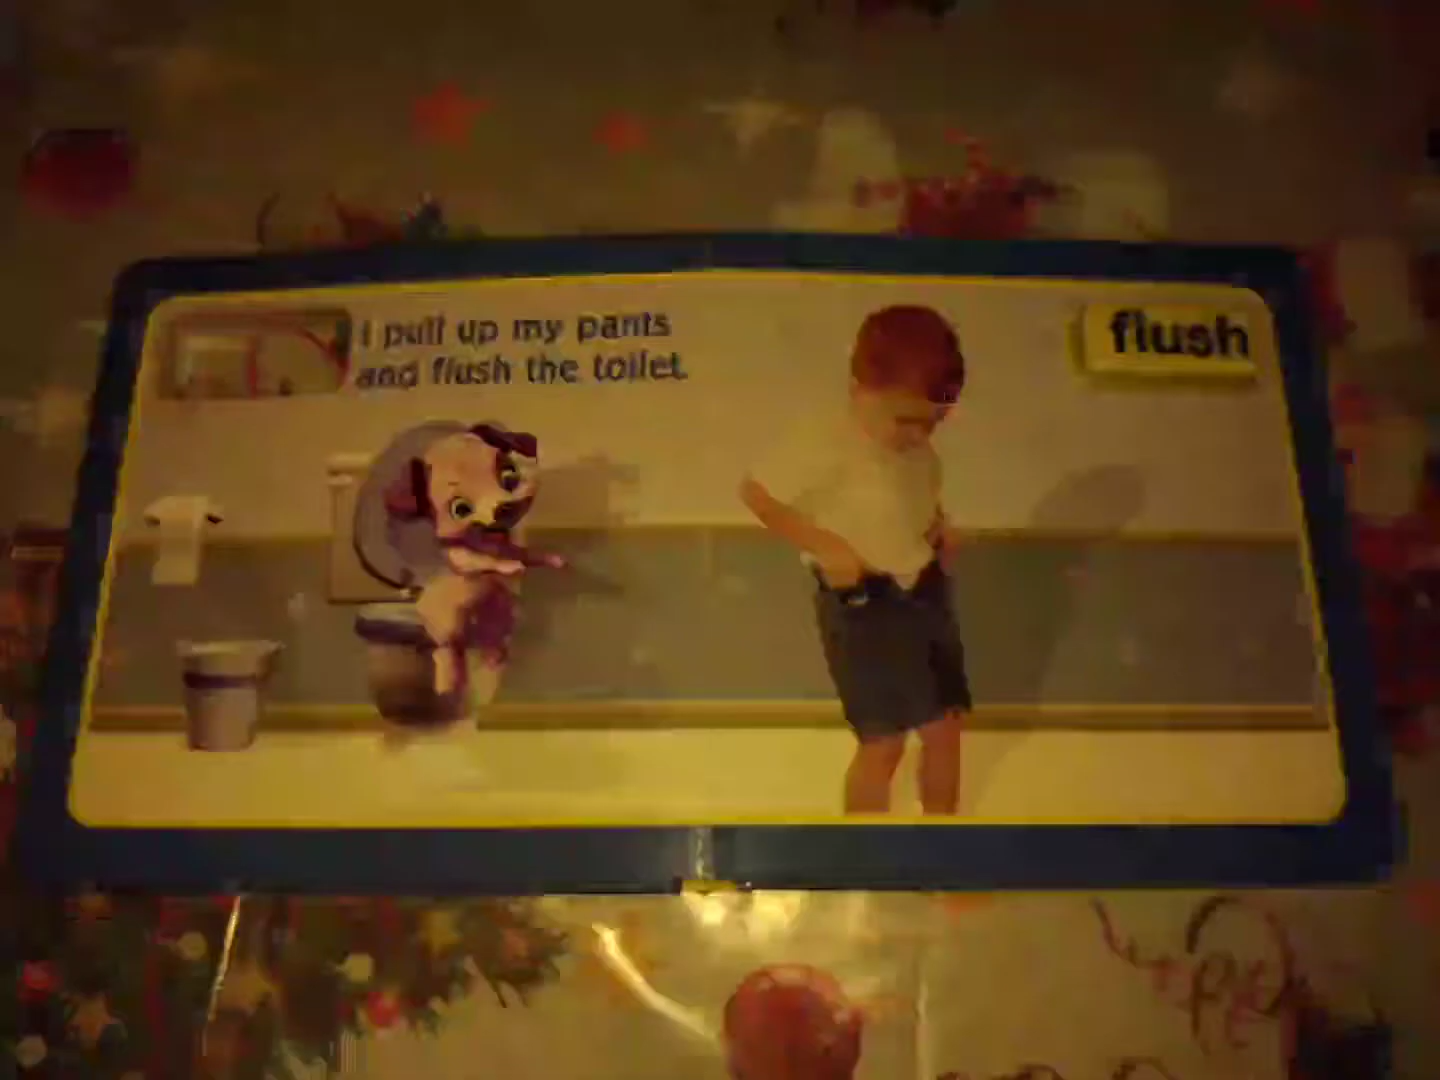 I pull up my pants
and flush the toilet.
flush